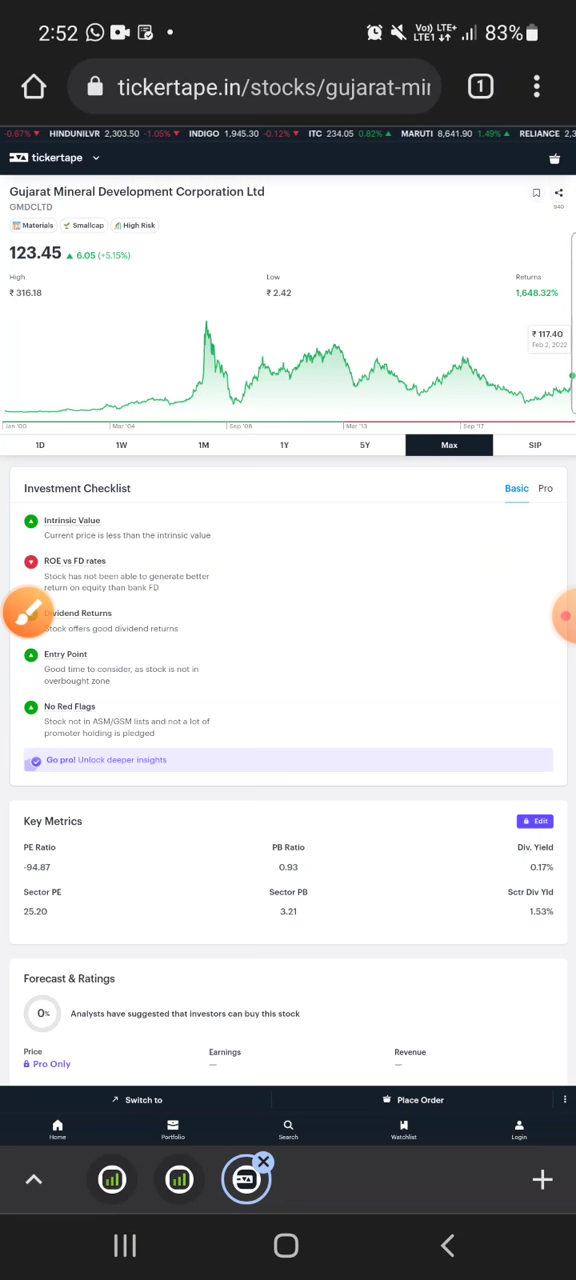 2:52
Vo) LTE+
LTE1 83%
tickertape.in/stocks/gujarat-mir
1
-0.67% HINDUNILVR 2,303.50 -1.05% INDIGO 1,945.30 -0.12% ITC 234.05 0.82% MARUTI 8,641.90 1.49% RELIANCE 2,3
tickertape
Gujarat Mineral Development Corporation Ltd
GMDCLTD
Materials Smallcap High Risk
123.45 6.05 (+5.15%)
High Low Returns
₹ 316.18 ₹ 2.42 1,648.32%
₹ 117.40
Feb 2, 2022
Jan '00 Mar '04 Sep '08 Mar '13 Sep '17
1D 1W 1M 1Y 5Y Max SIP
Investment Checklist Basic Pro
Intrinsic Value
Current price is less than the intrinsic value
ROE vs FD rates
Stock has not been able to generate better
return on equity than bank FD
Dividend Returns
Stock offers good dividend returns
Entry Point
Good time to consider, as stock is not in
overbought zone
No Red Flags
Stock not in ASM/GSM lists and not a lot of
promoter holding is pledged
Go pro! Unlock deeper insights
Key Metrics Edit
PE Ratio PB Ratio Div. Yield
-94.87 0.93 0.17%
Sector PE Sector PB Sctr Div Yld
25.20 3.21 1.53%
Forecast & Ratings
0% Analysts have suggested that investors can buy this stock
Price Earnings Revenue
Pro Only — —
Switch to Place Order
Home Portfolio Search Watchlist Login